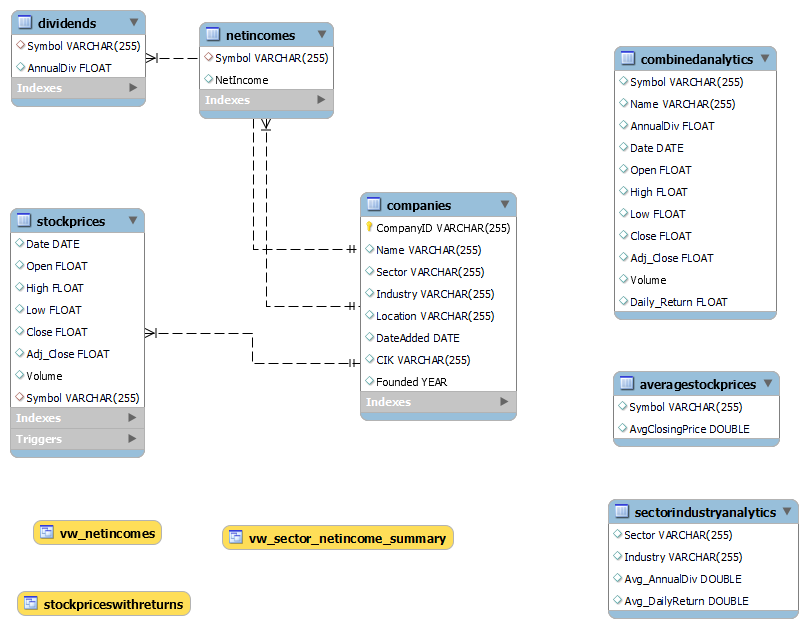 dividends
Symbol VARCHAR(255)
AnnualDiv FLOAT
Indexes
netincomes
Symbol VARCHAR(255)
NetIncome
Indexes
stockprices
Date DATE
Open FLOAT
High FLOAT
Low FLOAT
Close FLOAT
Adj_Close FLOAT
Volume
Symbol VARCHAR(255)
Indexes
Triggers
companies
CompanyID VARCHAR(255)
Name VARCHAR(255)
Sector VARCHAR(255)
Industry VARCHAR(255)
Location VARCHAR(255)
DateAdded DATE
CIK VARCHAR(255)
Founded YEAR
Indexes
combinedanalytics
Symbol VARCHAR(255)
Name VARCHAR(255)
AnnualDiv FLOAT
Date DATE
Open FLOAT
High FLOAT
Low FLOAT
Close FLOAT
Adj_Close FLOAT
Volume
Daily_Return FLOAT
averagestockprices
Symbol VARCHAR(255)
AvgClosingPrice DOUBLE
sectorindustryanalytics
Sector VARCHAR(255)
Industry VARCHAR(255)
Avg_AnnualDiv DOUBLE
Avg_DailyReturn DOUBLE
vw_netincomes
vw_sector_netincome_summary
stockpriceswithreturns